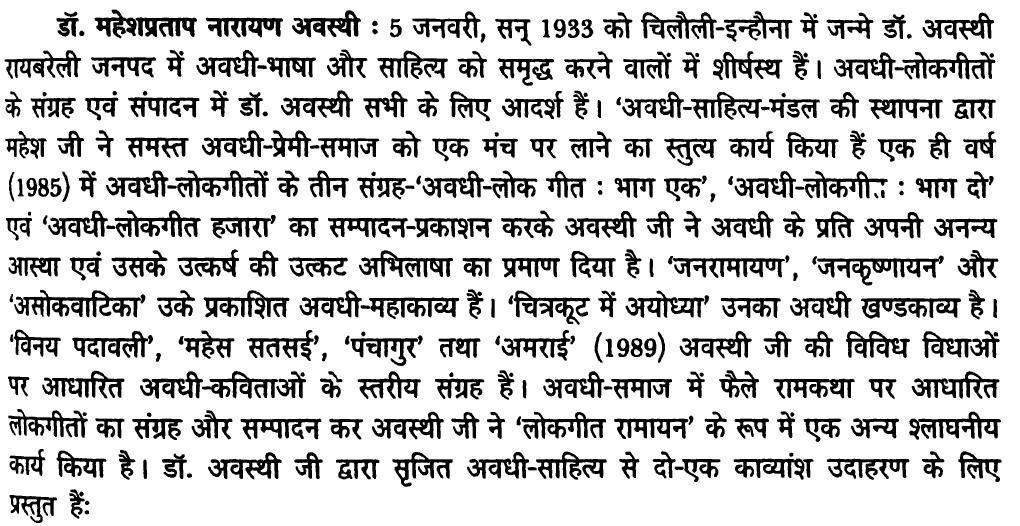 डॉ. महेशप्रताप नारायण अवस्थी : 5 जनवरी, सन् 1933 को चिलौली-इन्हौना में जन्मे डॉ. अवस्थी
रायबरेली जनपद में अवधी-भाषा और साहित्य को समृद्ध करने वालों में शीर्षस्थ हैं। अवधी-लोकगीतों
के संग्रह एवं संपादन में डॉ. अवस्थी सभी के लिए आदर्श हैं। ‘अवधी-साहित्य-मंडल की स्थापना द्वारा
महेश जी ने समस्त अवधी-प्रेमी-समाज को एक मंच पर लाने का स्तुत्य कार्य किया हैं एक ही वर्ष
(1985) में अवधी-लोकगीतों के तीन संग्रह-‘अवधी-लोक गीत : भाग एक’, ‘अवधी-लोकगीत : भाग दो’
एवं ‘अवधी-लोकगीत हजारा’ का सम्पादन-प्रकाशन करके अवस्थी जी ने अवधी के प्रति अपनी अनन्य
आस्था एवं उसके उत्कर्ष की उत्कट अभिलाषा का प्रमाण दिया है। ‘जनरामायण’, ‘जनकृष्णायन’ और
‘असोकवाटिका’ उके प्रकाशित अवधी-महाकाव्य हैं। ‘चित्रकूट में अयोध्या’ उनका अवधी खण्डकाव्य है।
‘विनय पदावली’, ‘महेस सतसई’, ‘पंचागुर’ तथा ‘अमराई’ (1989) अवस्थी जी की विविध विधाओं
पर आधारित अवधी-कविताओं के स्तरीय संग्रह हैं। अवधी-समाज में फैले रामकथा पर आधारित
लोकगीतों का संग्रह और सम्पादन कर अवस्थी जी ने ‘लोकगीत रामायन’ के रूप में एक अन्य श्लाघनीय
कार्य किया है। डॉ. अवस्थी जी द्वारा सृजित अवधी-साहित्य से दो-एक काव्यांश उदाहरण के लिए
प्रस्तुत हैंः